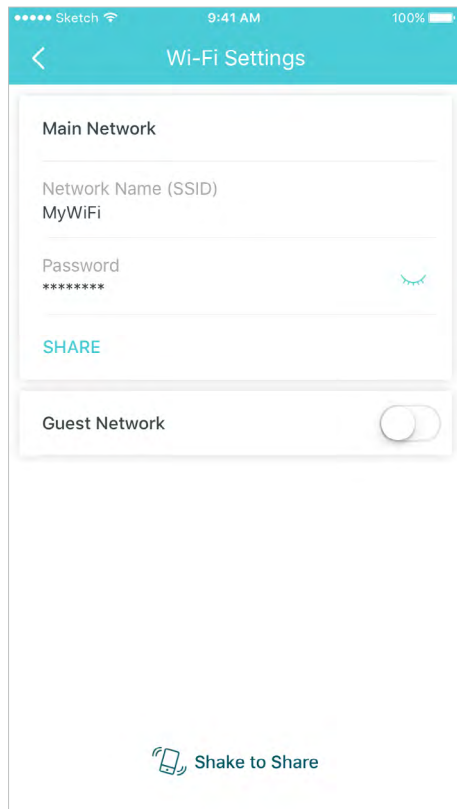 Sketch 9:41 AM 100%
Wi-Fi Settings
Main Network
Network Name (SSID)
MyWiFi
Password
********
SHARE
Guest Network
Shake to Share